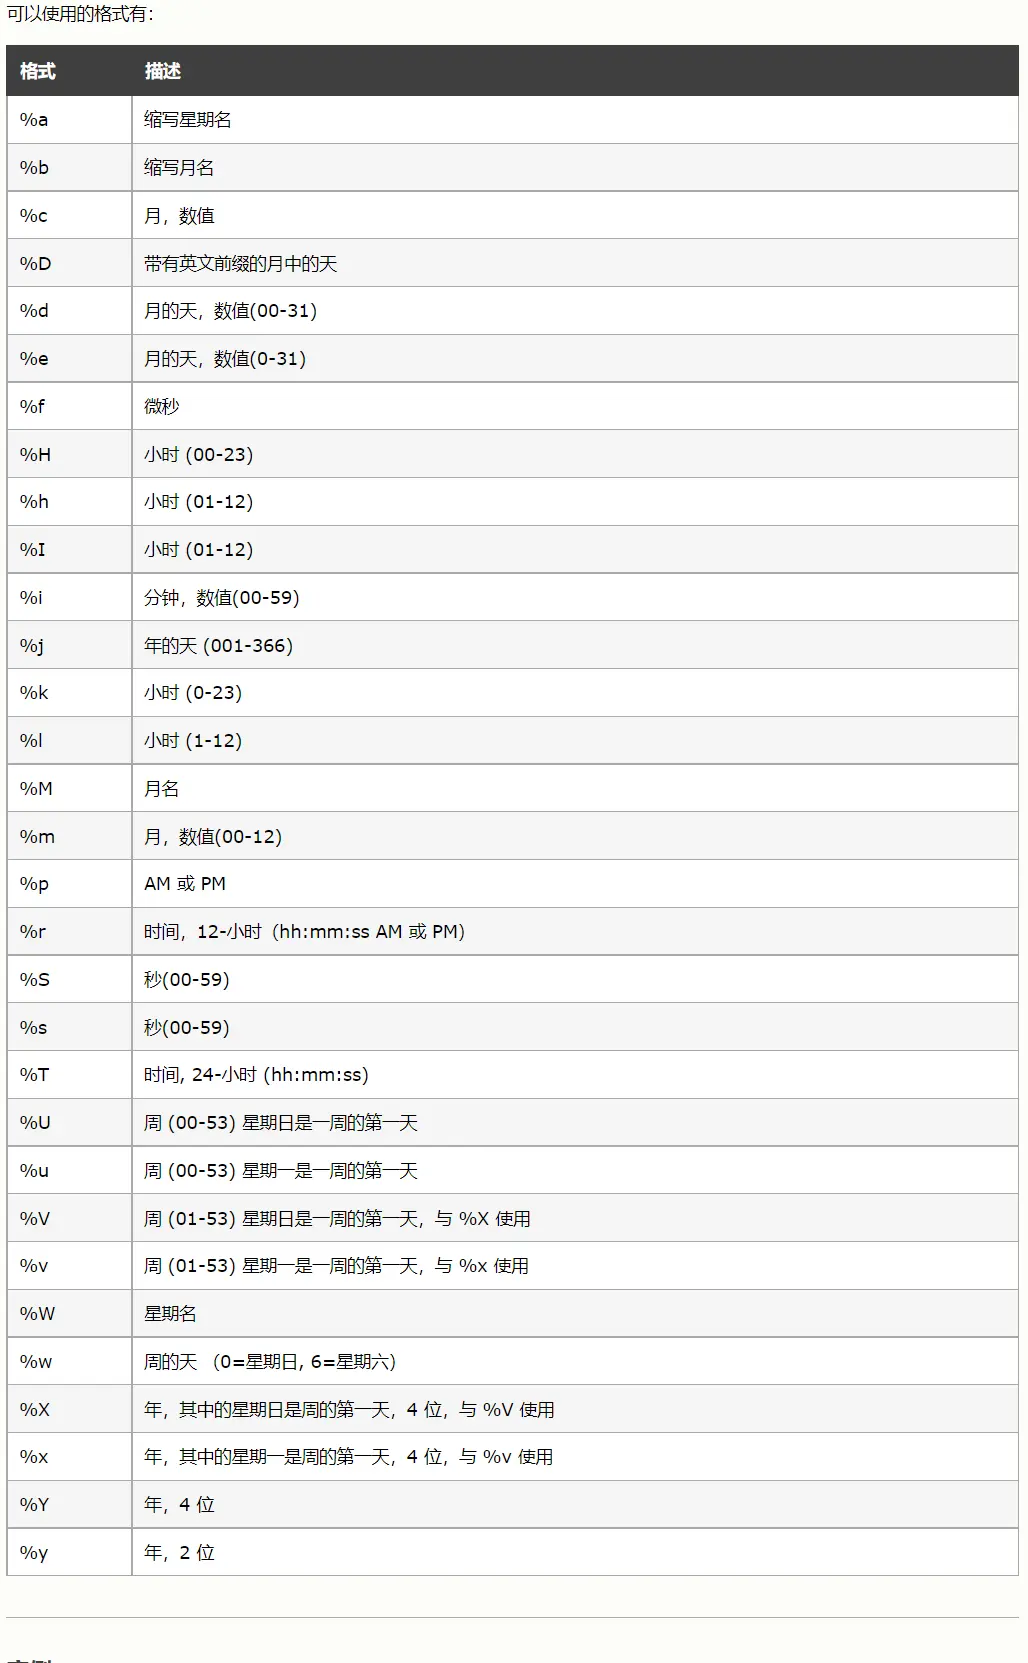 可以使用的格式有：
格式 描述
%a 缩写星期名
%b 缩写月名
%c 月，数值
%D 带有英文前缀的月中的天
%d 月的天，数值(00-31)
%e 月的天，数值(0-31)
%f 微秒
%H 小时 (00-23)
%h 小时 (01-12)
%I 小时 (01-12)
%i 分钟，数值(00-59)
%j 年的天 (001-366)
%k 小时 (0-23)
%l 小时 (1-12)
%M 月名
%m 月，数值(00-12)
%p AM 或 PM
%r 时间，12-小时（hh:mm:ss AM 或 PM）
%S 秒(00-59)
%s 秒(00-59)
%T 时间, 24-小时 (hh:mm:ss)
%U 周 (00-53) 星期日是一周的第一天
%u 周 (00-53) 星期一是一周的第一天
%V 周 (01-53) 星期日是一周的第一天，与 %X 使用
%v 周 (01-53) 星期一是一周的第一天，与 %x 使用
%W 星期名
%w 周的天 （0=星期日, 6=星期六）
%X 年，其中的星期日是周的第一天，4 位，与 %V 使用
%x 年，其中的星期一是周的第一天，4 位，与 %v 使用
%Y 年，4 位
%y 年，2 位